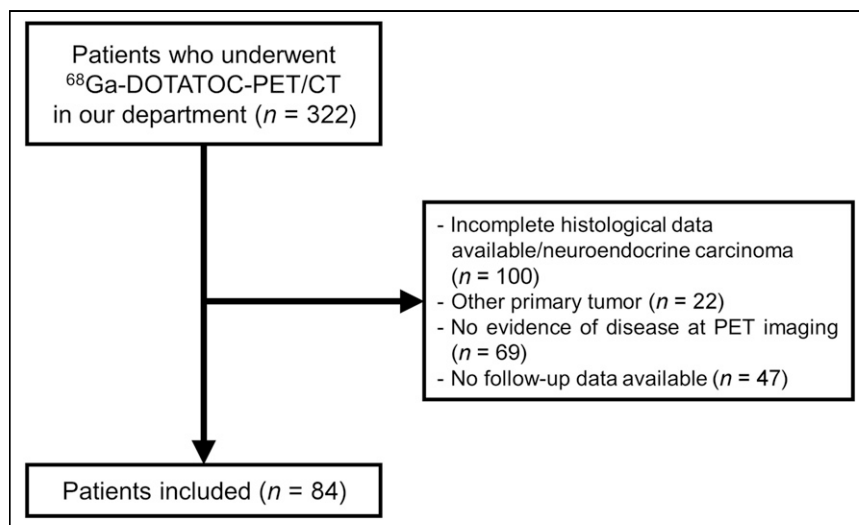 Patients who underwent
⁶⁸Ga-DOTATOC-PET/CT
in our department (n = 322)
- Incomplete histological data
available/neuroendocrine carcinoma
(n = 100)
- Other primary tumor (n = 22)
- No evidence of disease at PET imaging
(n = 69)
- No follow-up data available (n = 47)
Patients included (n = 84)